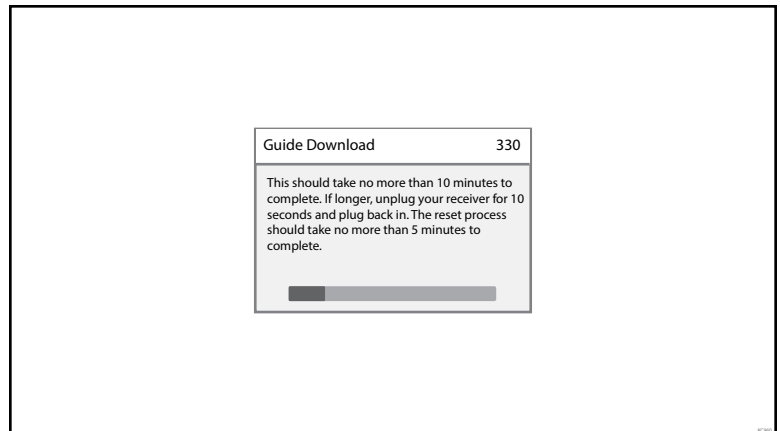 Guide Download 330
This should take no more than 10 minutes to
complete. If longer, unplug your receiver for 10
seconds and plug back in. The reset process
should take no more than 5 minutes to
complete.